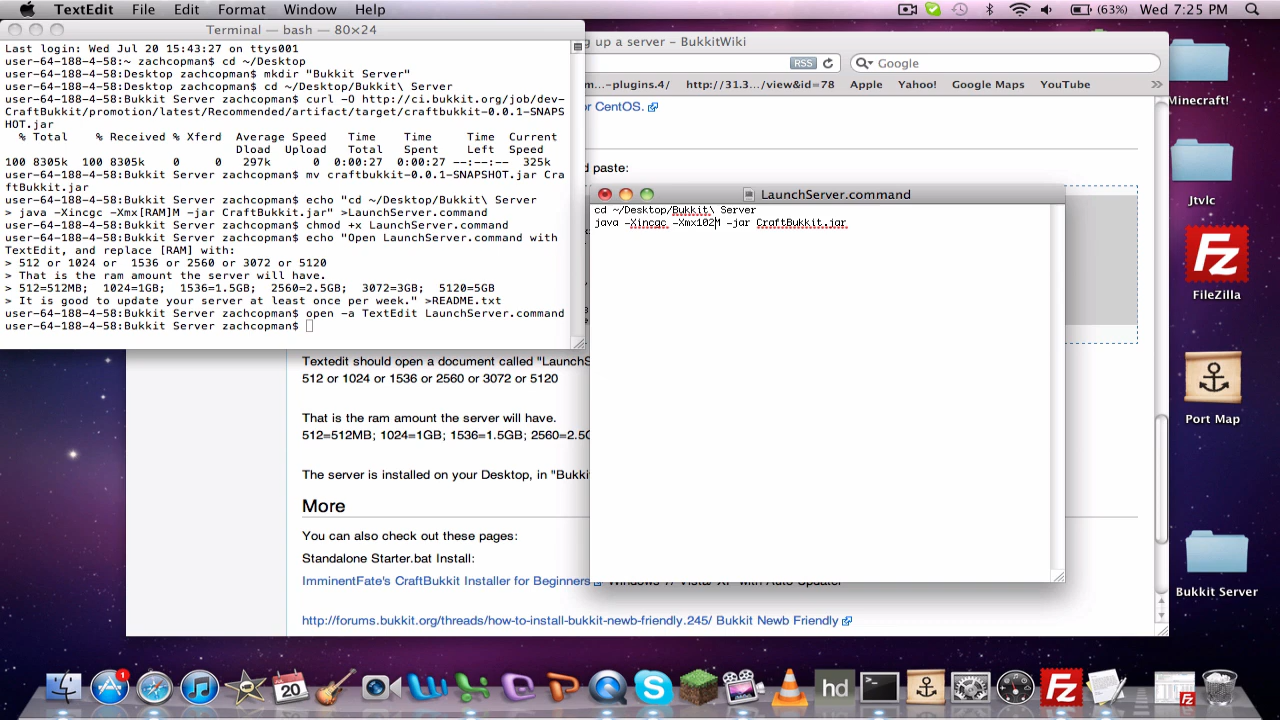 TextEdit File Edit Format Window Help
(63%) Wed 7:25 PM
Terminal — bash — 80×24
Last login: Wed Jul 20 15:43:27 on ttys001
user-64-188-4-58:~ zachcopman$ cd ~/Desktop
user-64-188-4-58:Desktop zachcopman$ mkdir "Bukkit Server"
user-64-188-4-58:Desktop zachcopman$ cd ~/Desktop/Bukkit\ Server
user-64-188-4-58:Bukkit Server zachcopman$ curl -O http://ci.bukkit.org/job/dev-
CraftBukkit/promotion/latest/Recommended/artifact/target/craftbukkit-0.0.1-SNAPS
HOT.jar
% Total % Received % Xferd Average Speed Time Time Time Current
Dload Upload Total Spent Left Speed
100 8305k 100 8305k 0 0 297k 0 0:00:27 0:00:27 --:--:-- 325k
user-64-188-4-58:Bukkit Server zachcopman$ mv craftbukkit-0.0.1-SNAPSHOT.jar Cra
ftBukkit.jar
user-64-188-4-58:Bukkit Server zachcopman$ echo "cd ~/Desktop/Bukkit\ Server
> java -Xincgc -Xmx[RAM]M -jar CraftBukkit.jar" >LaunchServer.command
user-64-188-4-58:Bukkit Server zachcopman$ chmod +x LaunchServer.command
user-64-188-4-58:Bukkit Server zachcopman$ echo "Open LaunchServer.command with
TextEdit, and replace [RAM] with:
> 512 or 1024 or  1536 or 2560 or 3072 or 5120
> That is the ram amount the server will have.
> 512=512MB;  1024=1GB;  1536=1.5GB;  2560=2.5GB;  3072=3GB;  5120=5GB
> It is good to update your server at least once per week." >README.txt
user-64-188-4-58:Bukkit Server zachcopman$ open -a TextEdit LaunchServer.command
user-64-188-4-58:Bukkit Server zachcopman$
g up a server - BukkitWiki
RSS Google
-plugins.4/ http://31.3.../view&id=78 Apple Yahoo! Google Maps YouTube
or CentOS.
d paste:
LaunchServer.command
cd ~/Desktop/Bukkit\ Server
java -Xincgc -Xmx102M -jar CraftBukkit.jar
Textedit should open a document called "LaunchS
512 or 1024 or 1536 or 2560 or 3072 or 5120
That is the ram amount the server will have.
512=512MB; 1024=1GB; 1536=1.5GB; 2560=2.5G
The server is installed on your Desktop, in "Bukki
More
You can also check out these pages:
Standalone Starter.bat Install:
ImminentFate's CraftBukkit Installer for Beginners
http://forums.bukkit.org/threads/how-to-install-bukkit-newb-friendly.245/ Bukkit Newb Friendly
Minecraft!
Jtvlc
Fz
FileZilla
Port Map
Bukkit Server
1
20
hd
Fz